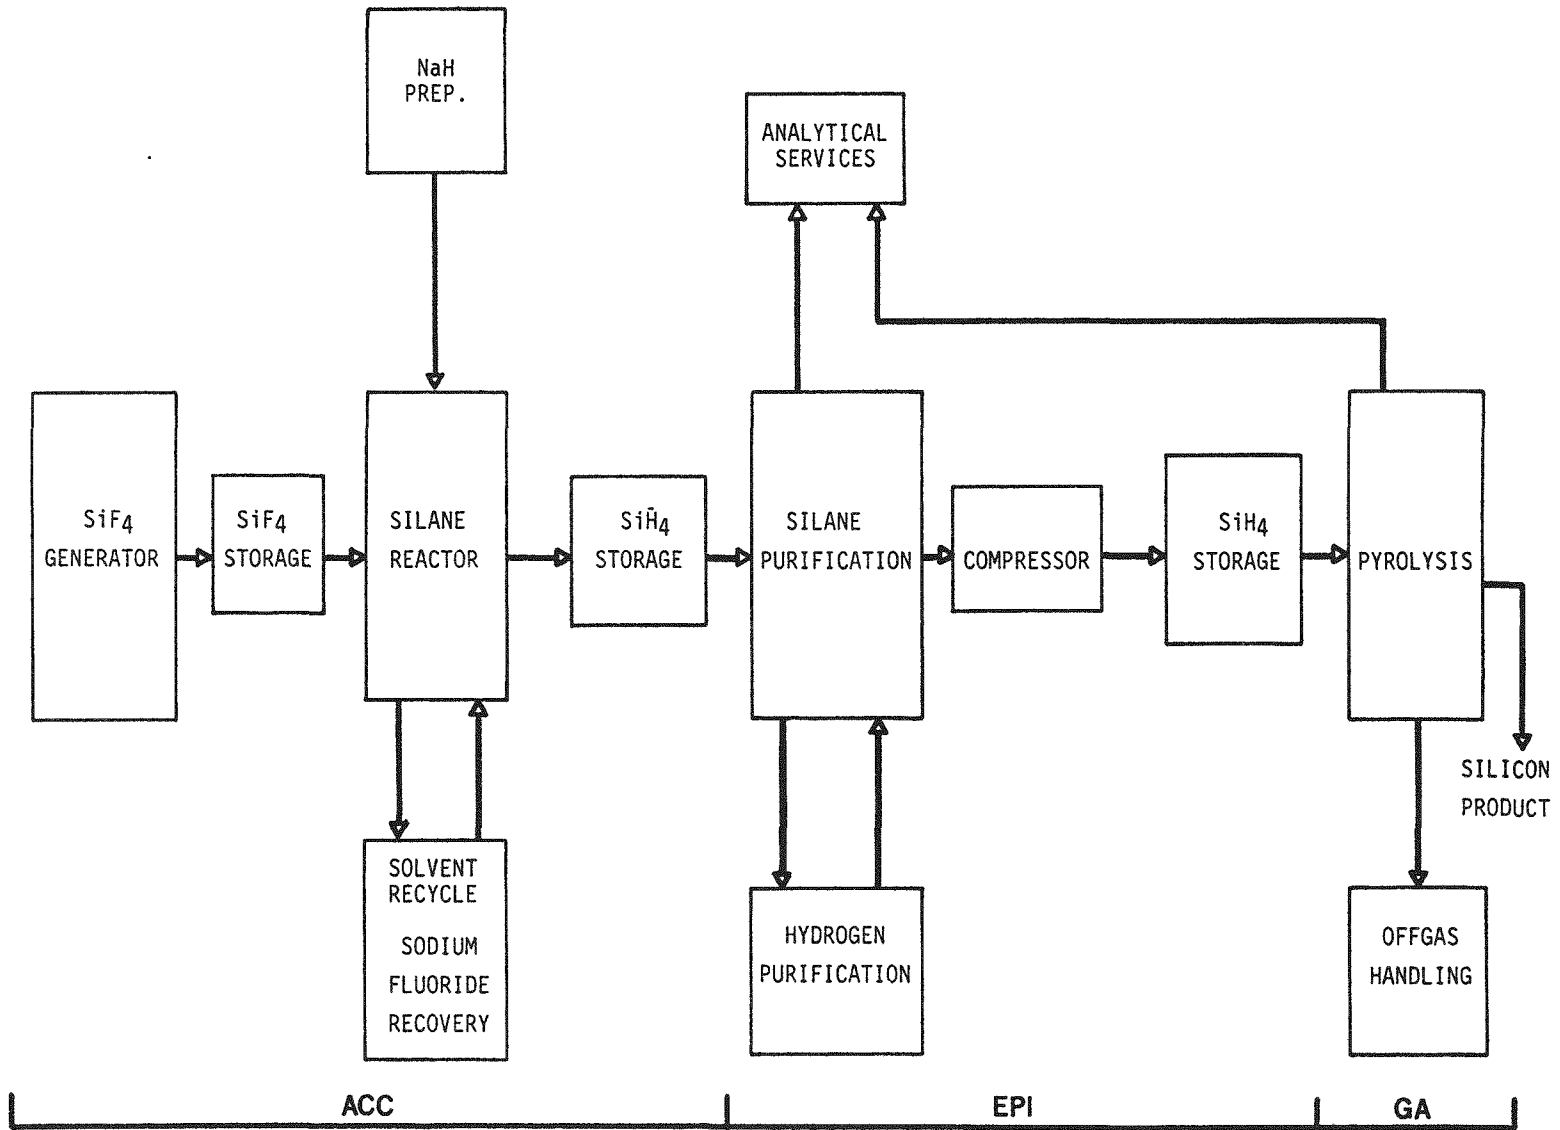 NaH
PREP.
ANALYTICAL
SERVICES
SiF4
GENERATOR
SiF4
STORAGE
SILANE
REACTOR
SiH4
STORAGE
SILANE
PURIFICATION
COMPRESSOR
SiH4
STORAGE
PYROLYSIS
SILICON
PRODUCT
SOLVENT
RECYCLE
SODIUM
FLUORIDE
RECOVERY
HYDROGEN
PURIFICATION
OFFGAS
HANDLING
ACC
EPI
GA